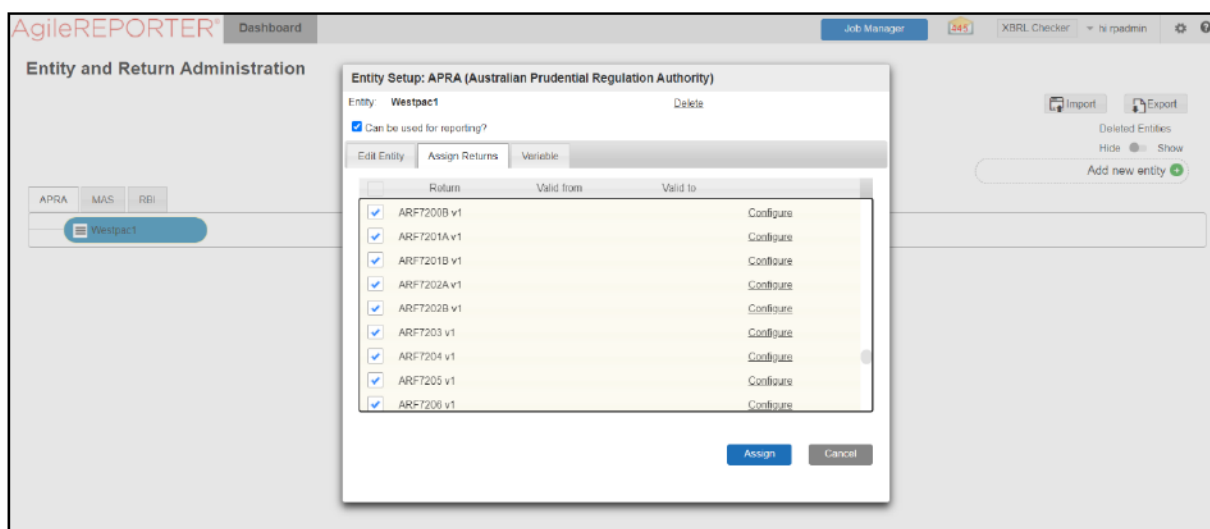 AgileREPORTER® Dashboard Job Manager 245 XBRL Checker hi rpadmin
Entity and Return Administration
Import Export
Deleted Entities
Hide Show
Add new entity
APRA MAS RBI
Westpac1
Entity Setup: APRA (Australian Prudential Regulation Authority)
Entity: Westpac1 Delete
Can be used for reporting?
Edit Entity Assign Returns Variable
Return Valid from Valid to
ARF7200B v1 Configure
ARF7201A v1 Configure
ARF7201B v1 Configure
ARF7202A v1 Configure
ARF7202B v1 Configure
ARF7203 v1 Configure
ARF7204 v1 Configure
ARF7205 v1 Configure
ARF7206 v1 Configure
Assign Cancel